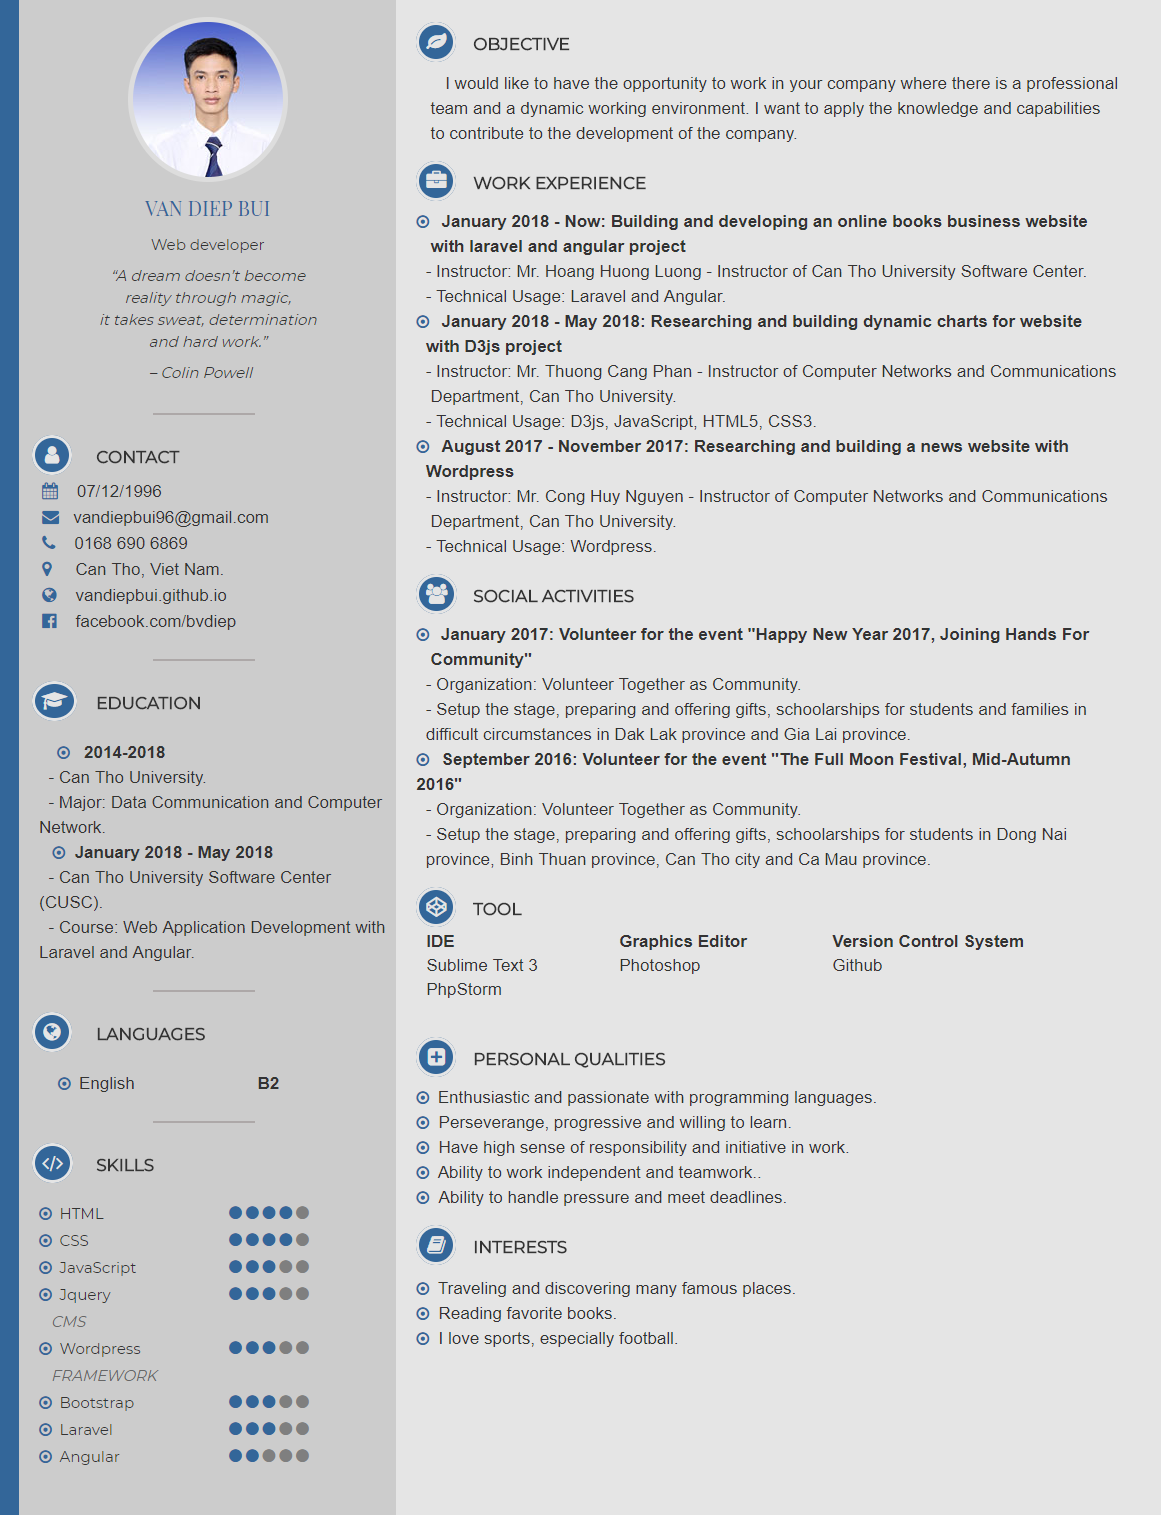 VAN DIEP BUI
Web developer
“A dream doesn’t become
reality through magic,
it takes sweat, determination
and hard work.”
– Colin Powell
CONTACT
07/12/1996
vandiepbui96@gmail.com
0168 690 6869
Can Tho, Viet Nam.
vandiepbui.github.io
facebook.com/bvdiep
EDUCATION
2014-2018
- Can Tho University.
- Major: Data Communication and Computer
Network.
January 2018 - May 2018
- Can Tho University Software Center
(CUSC).
- Course: Web Application Development with
Laravel and Angular.
LANGUAGES
English B2
SKILLS
HTML
CSS
JavaScript
Jquery
CMS
Wordpress
FRAMEWORK
Bootstrap
Laravel
Angular
OBJECTIVE
I would like to have the opportunity to work in your company where there is a professional
team and a dynamic working environment. I want to apply the knowledge and capabilities
to contribute to the development of the company.
WORK EXPERIENCE
January 2018 - Now: Building and developing an online books business website
with laravel and angular project
- Instructor: Mr. Hoang Huong Luong - Instructor of Can Tho University Software Center.
- Technical Usage: Laravel and Angular.
January 2018 - May 2018: Researching and building dynamic charts for website
with D3js project
- Instructor: Mr. Thuong Cang Phan - Instructor of Computer Networks and Communications
Department, Can Tho University.
- Technical Usage: D3js, JavaScript, HTML5, CSS3.
August 2017 - November 2017: Researching and building a news website with
Wordpress
- Instructor: Mr. Cong Huy Nguyen - Instructor of Computer Networks and Communications
Department, Can Tho University.
- Technical Usage: Wordpress.
SOCIAL ACTIVITIES
January 2017: Volunteer for the event "Happy New Year 2017, Joining Hands For
Community"
- Organization: Volunteer Together as Community.
- Setup the stage, preparing and offering gifts, schoolarships for students and families in
difficult circumstances in Dak Lak province and Gia Lai province.
September 2016: Volunteer for the event "The Full Moon Festival, Mid-Autumn
2016"
- Organization: Volunteer Together as Community.
- Setup the stage, preparing and offering gifts, schoolarships for students in Dong Nai
province, Binh Thuan province, Can Tho city and Ca Mau province.
TOOL
IDE Graphics Editor Version Control System
Sublime Text 3 Photoshop Github
PhpStorm
PERSONAL QUALITIES
Enthusiastic and passionate with programming languages.
Perseverange, progressive and willing to learn.
Have high sense of responsibility and initiative in work.
Ability to work independent and teamwork..
Ability to handle pressure and meet deadlines.
INTERESTS
Traveling and discovering many famous places.
Reading favorite books.
I love sports, especially football.